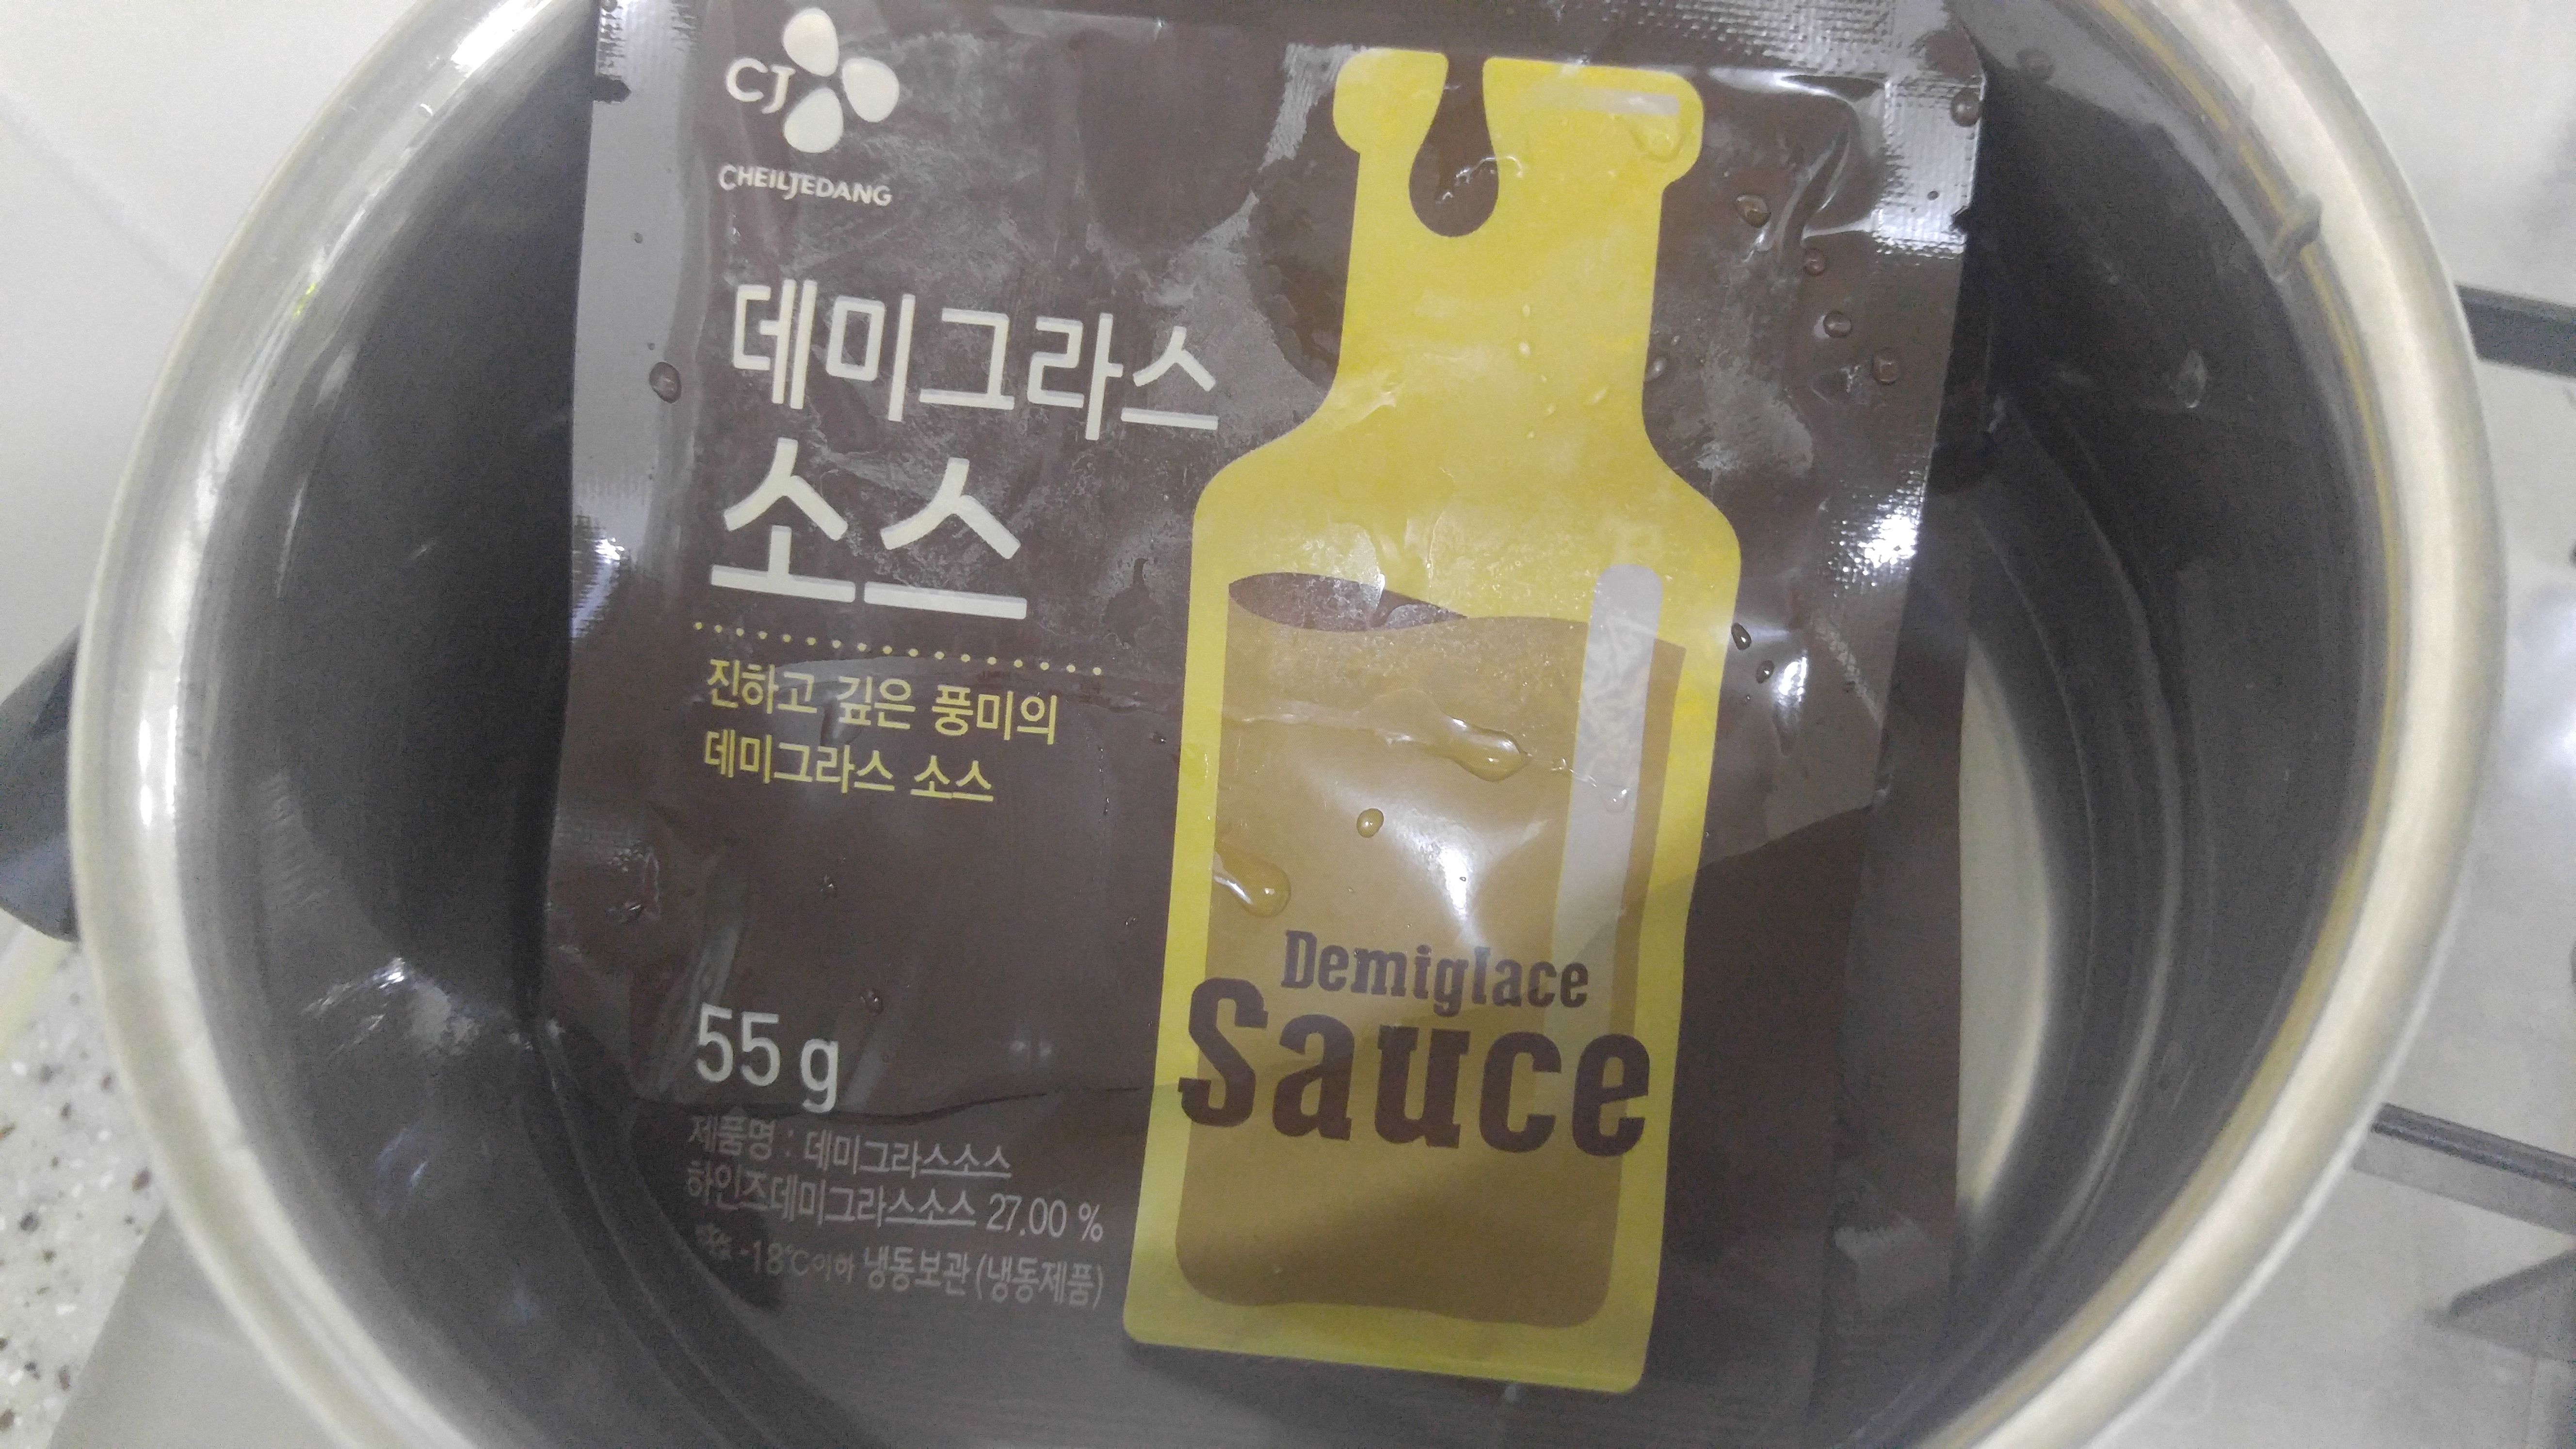 CJ
CHEILJEDANG
데미그라스
소스
진하고 깊은 풍미의
데미그라스 소스
55 g
제품명 : 데미그라스소스
하인즈데미그라스소스 27.00 %
-18℃이하 냉동보관 (냉동제품)
Demiglace
Sauce